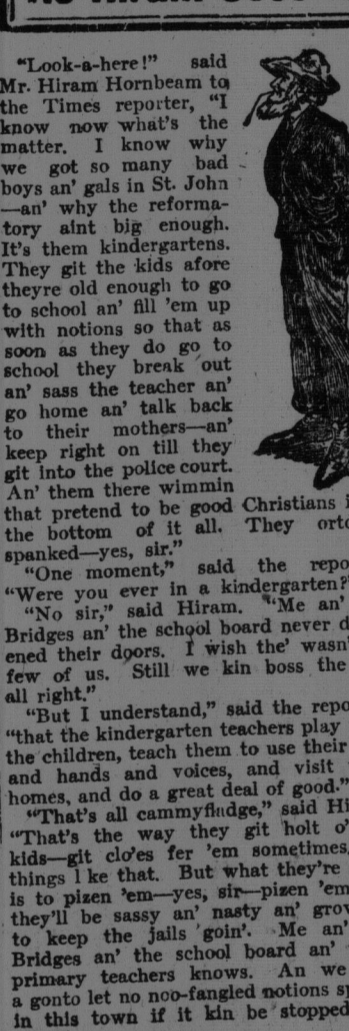 "Look-a-here!" said
Mr. Hiram Hornbeam to
the Times reporter, "I
know now what's the
matter. I know why
we got so many bad
boys an' gals in St. John
—an' why the reforma-
tory aint big enough.
It's them kindergartens.
They git the kids afore
theyre old enough to go
to school an' fill 'em up
with notions so that as
soon as they do go to
school they break out
an' sass the teacher an'
go home an' talk back
to their mothers—an'
keep right on till they
git into the police court.
An' them there wimmin
that pretend to be good Christians
the bottom of it all. They
spanked—yes, sir."
"One moment," said the
"Were you ever in a kindergarten?"
"No sir," said Hiram. "Me an'
Bridges an' the school board never
ened their doors. I wish the'
few of us. Still we kin boss the
all right."
"But I understand," said the
"that the kindergarten teachers play
the children, teach them to use their
and hands and voices, and visit
homes, and do a great deal of good."
"That's all cammyfludge," said
"That's the way they git holt o'
kids—git clo'es fer 'em sometimes,
things l ke that. But what they're
is to pizen 'em—yes, sir—pizen 'em
they'll be sassy an' nasty an'
to keep the jails goin'. Me an'
Bridges an' the school board an'
primary teachers knows. An we
a gonto let no noo-fangled notions
in this town if it kin be stopped